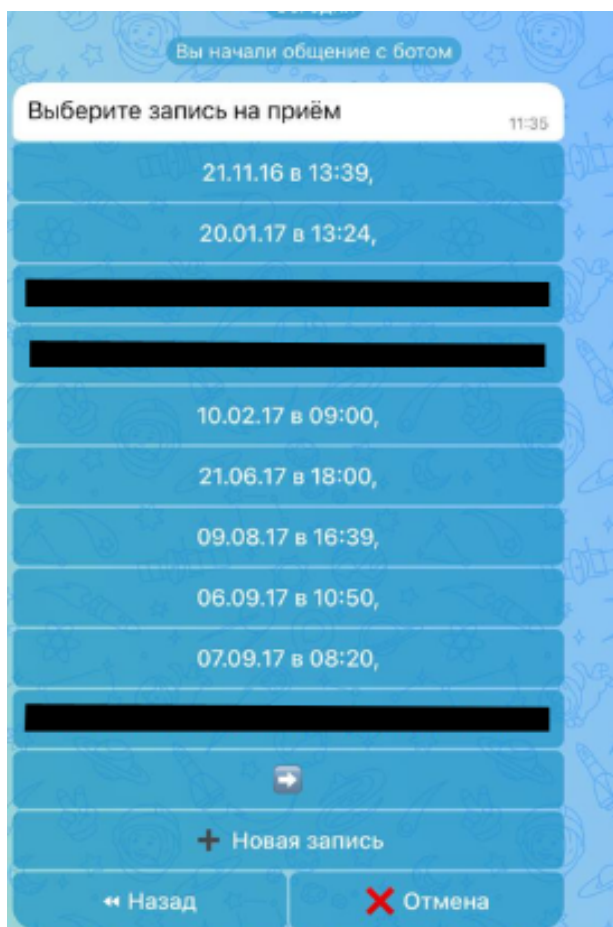 Вы начали общение с ботом
Выберите запись на приём
11:35
21.11.16 в 13:39,
20.01.17 в 13:24,
10.02.17 в 09:00,
21.06.17 в 18:00,
09.08.17 в 16:39,
06.09.17 в 10:50,
07.09.17 в 08:20,
Новая запись
Назад
Отмена